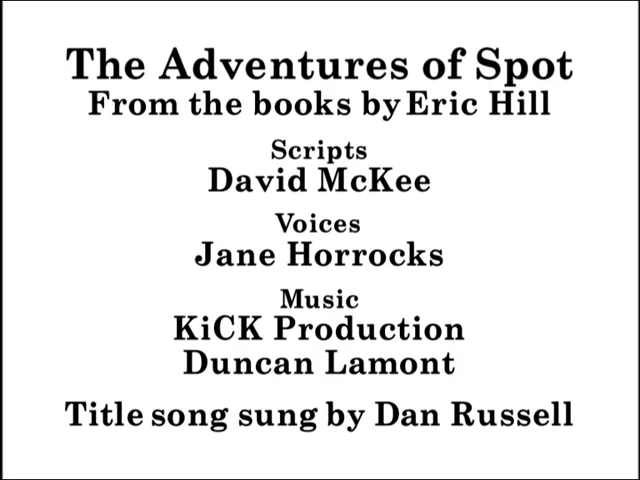 The Adventures of Spot
From the books by Eric Hill
Scripts
David McKee
Voices
Jane Horrocks
Music
KiCK Production
Duncan Lamont
Title song sung by Dan Russell